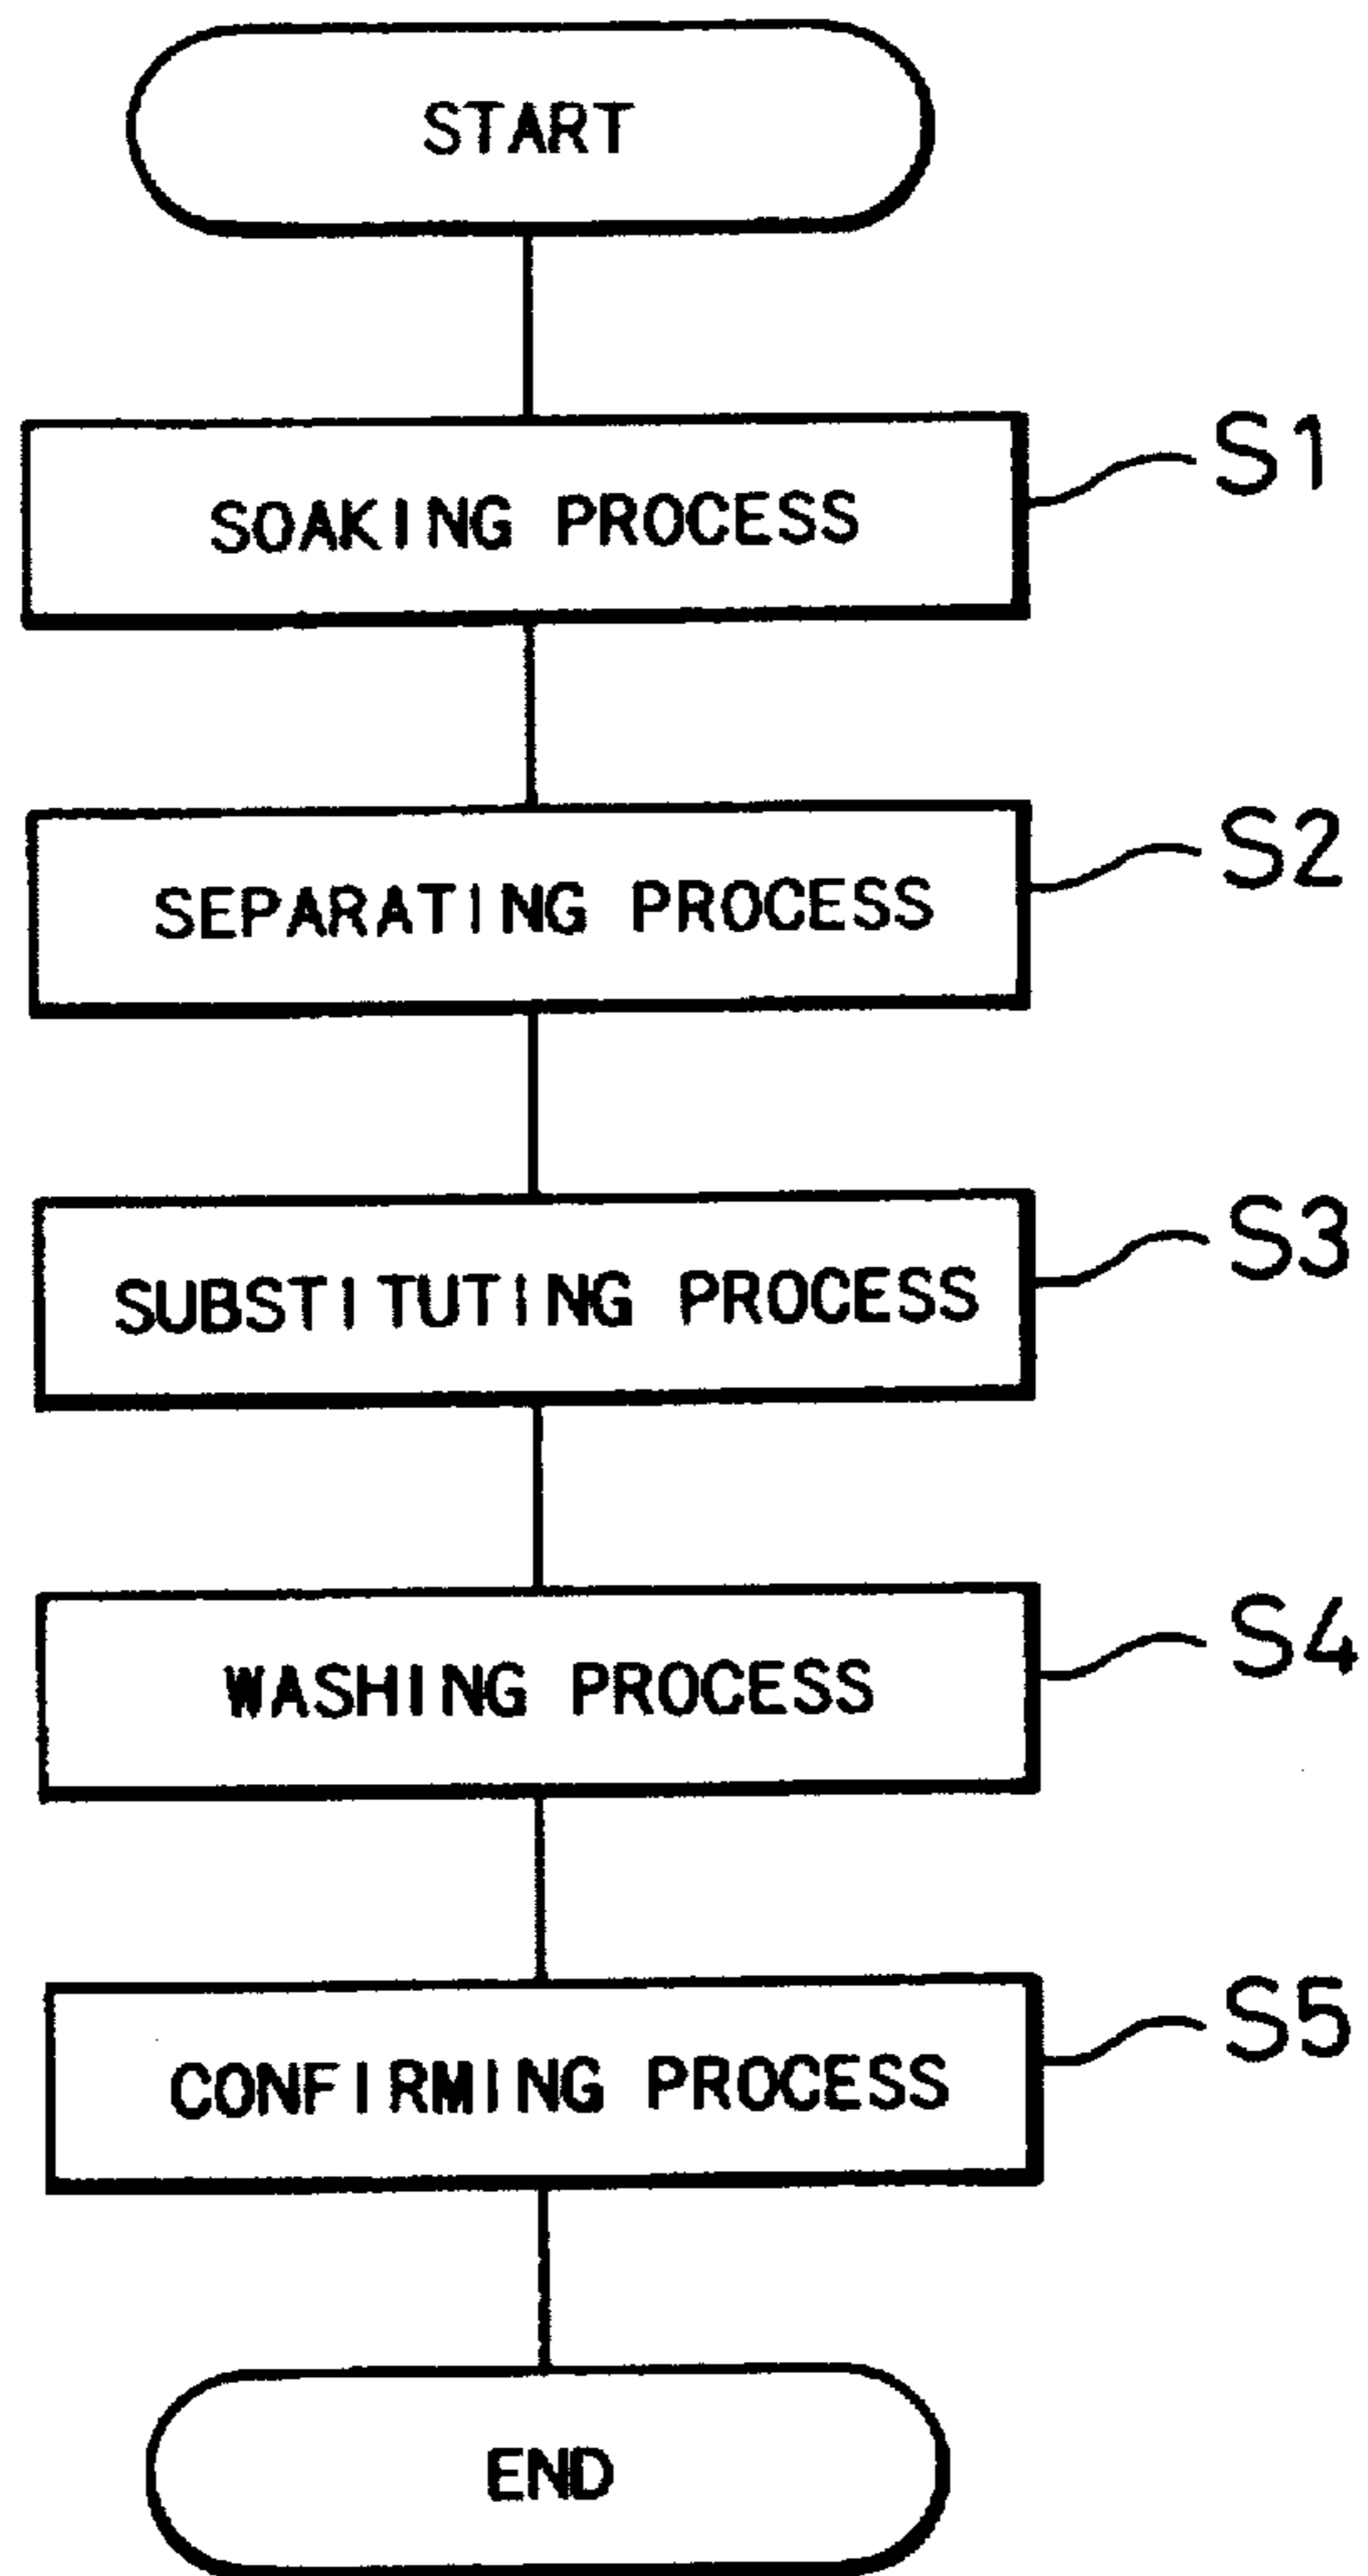 START
SOAKING PROCESS
S1
SEPARATING PROCESS
S2
SUBSTITUTING PROCESS
S3
WASHING PROCESS
S4
CONFIRMING PROCESS
S5
END